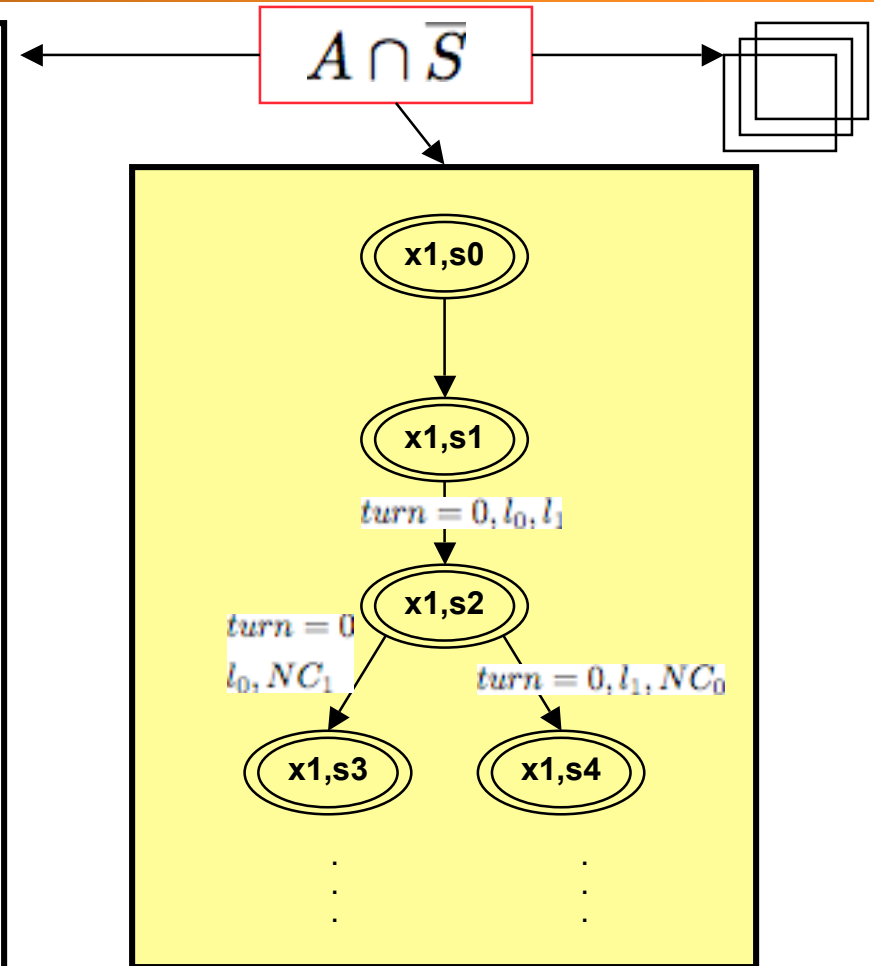 A ∩ S̅
x1,s0
x1,s1
turn = 0, l₀, l₁
x1,s2
turn = 0
l₀, NC₁
turn = 0, l₁, NC₀
x1,s3
x1,s4
. .
. .
. .